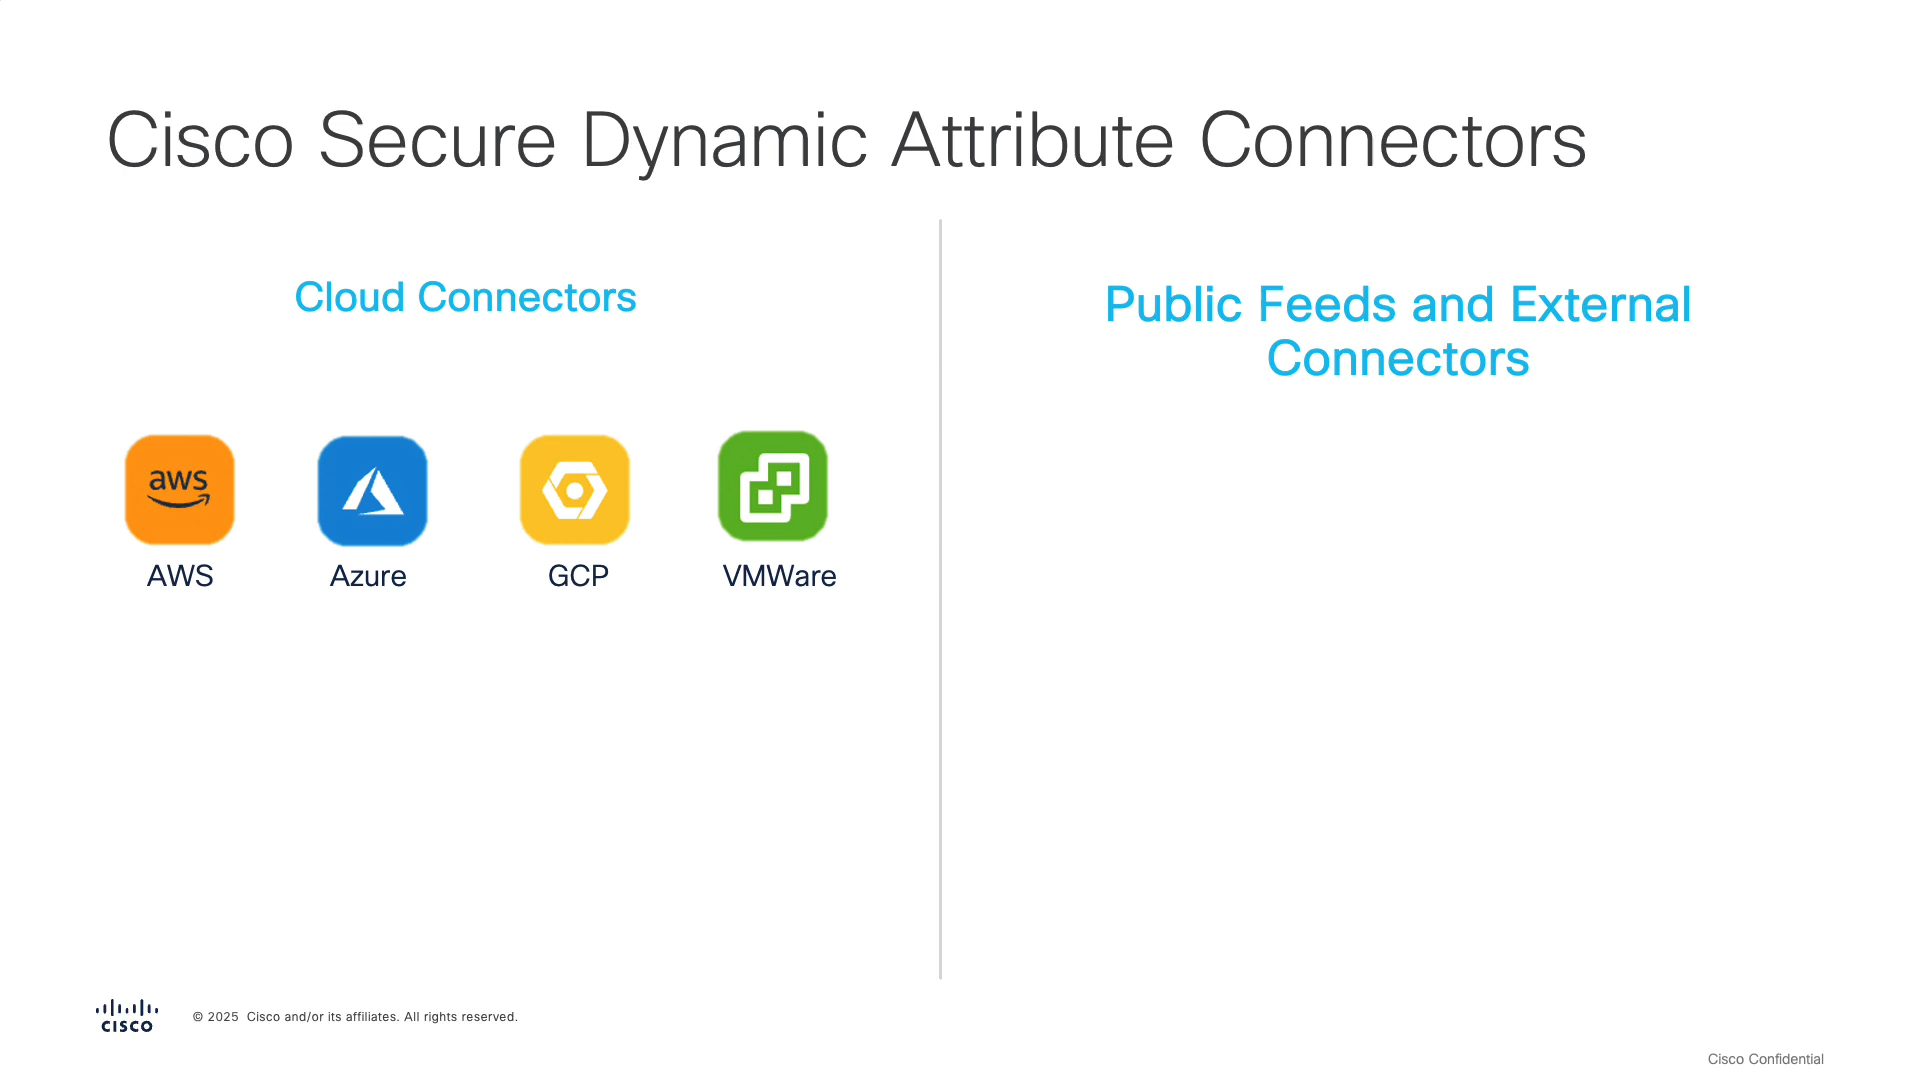 Cisco Secure Dynamic Attribute Connectors
Cloud Connectors
aws
AWS
Azure
GCP
VMWare
Public Feeds and External
Connectors
CISCO
© 2025 Cisco and/or its affiliates. All rights reserved.
Cisco Confidential